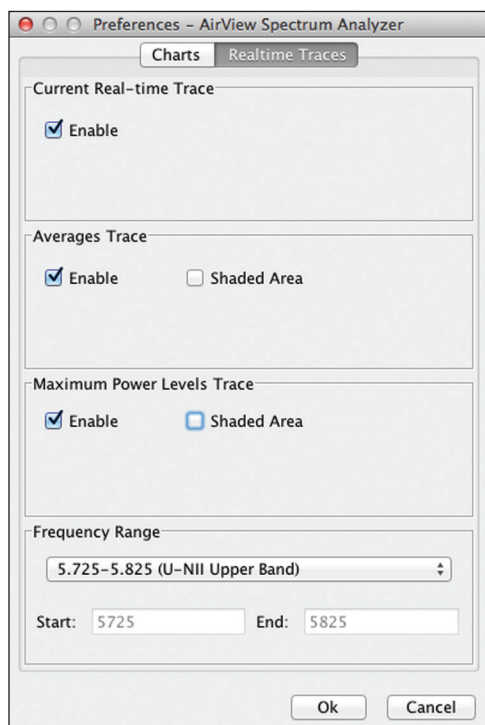 Preferences – AirView Spectrum Analyzer
Charts Realtime Traces
Current Real-time Trace
Enable
Averages Trace
Enable Shaded Area
Maximum Power Levels Trace
Enable Shaded Area
Frequency Range
5.725–5.825 (U-NII Upper Band)
Start: 5725 End: 5825
Ok Cancel